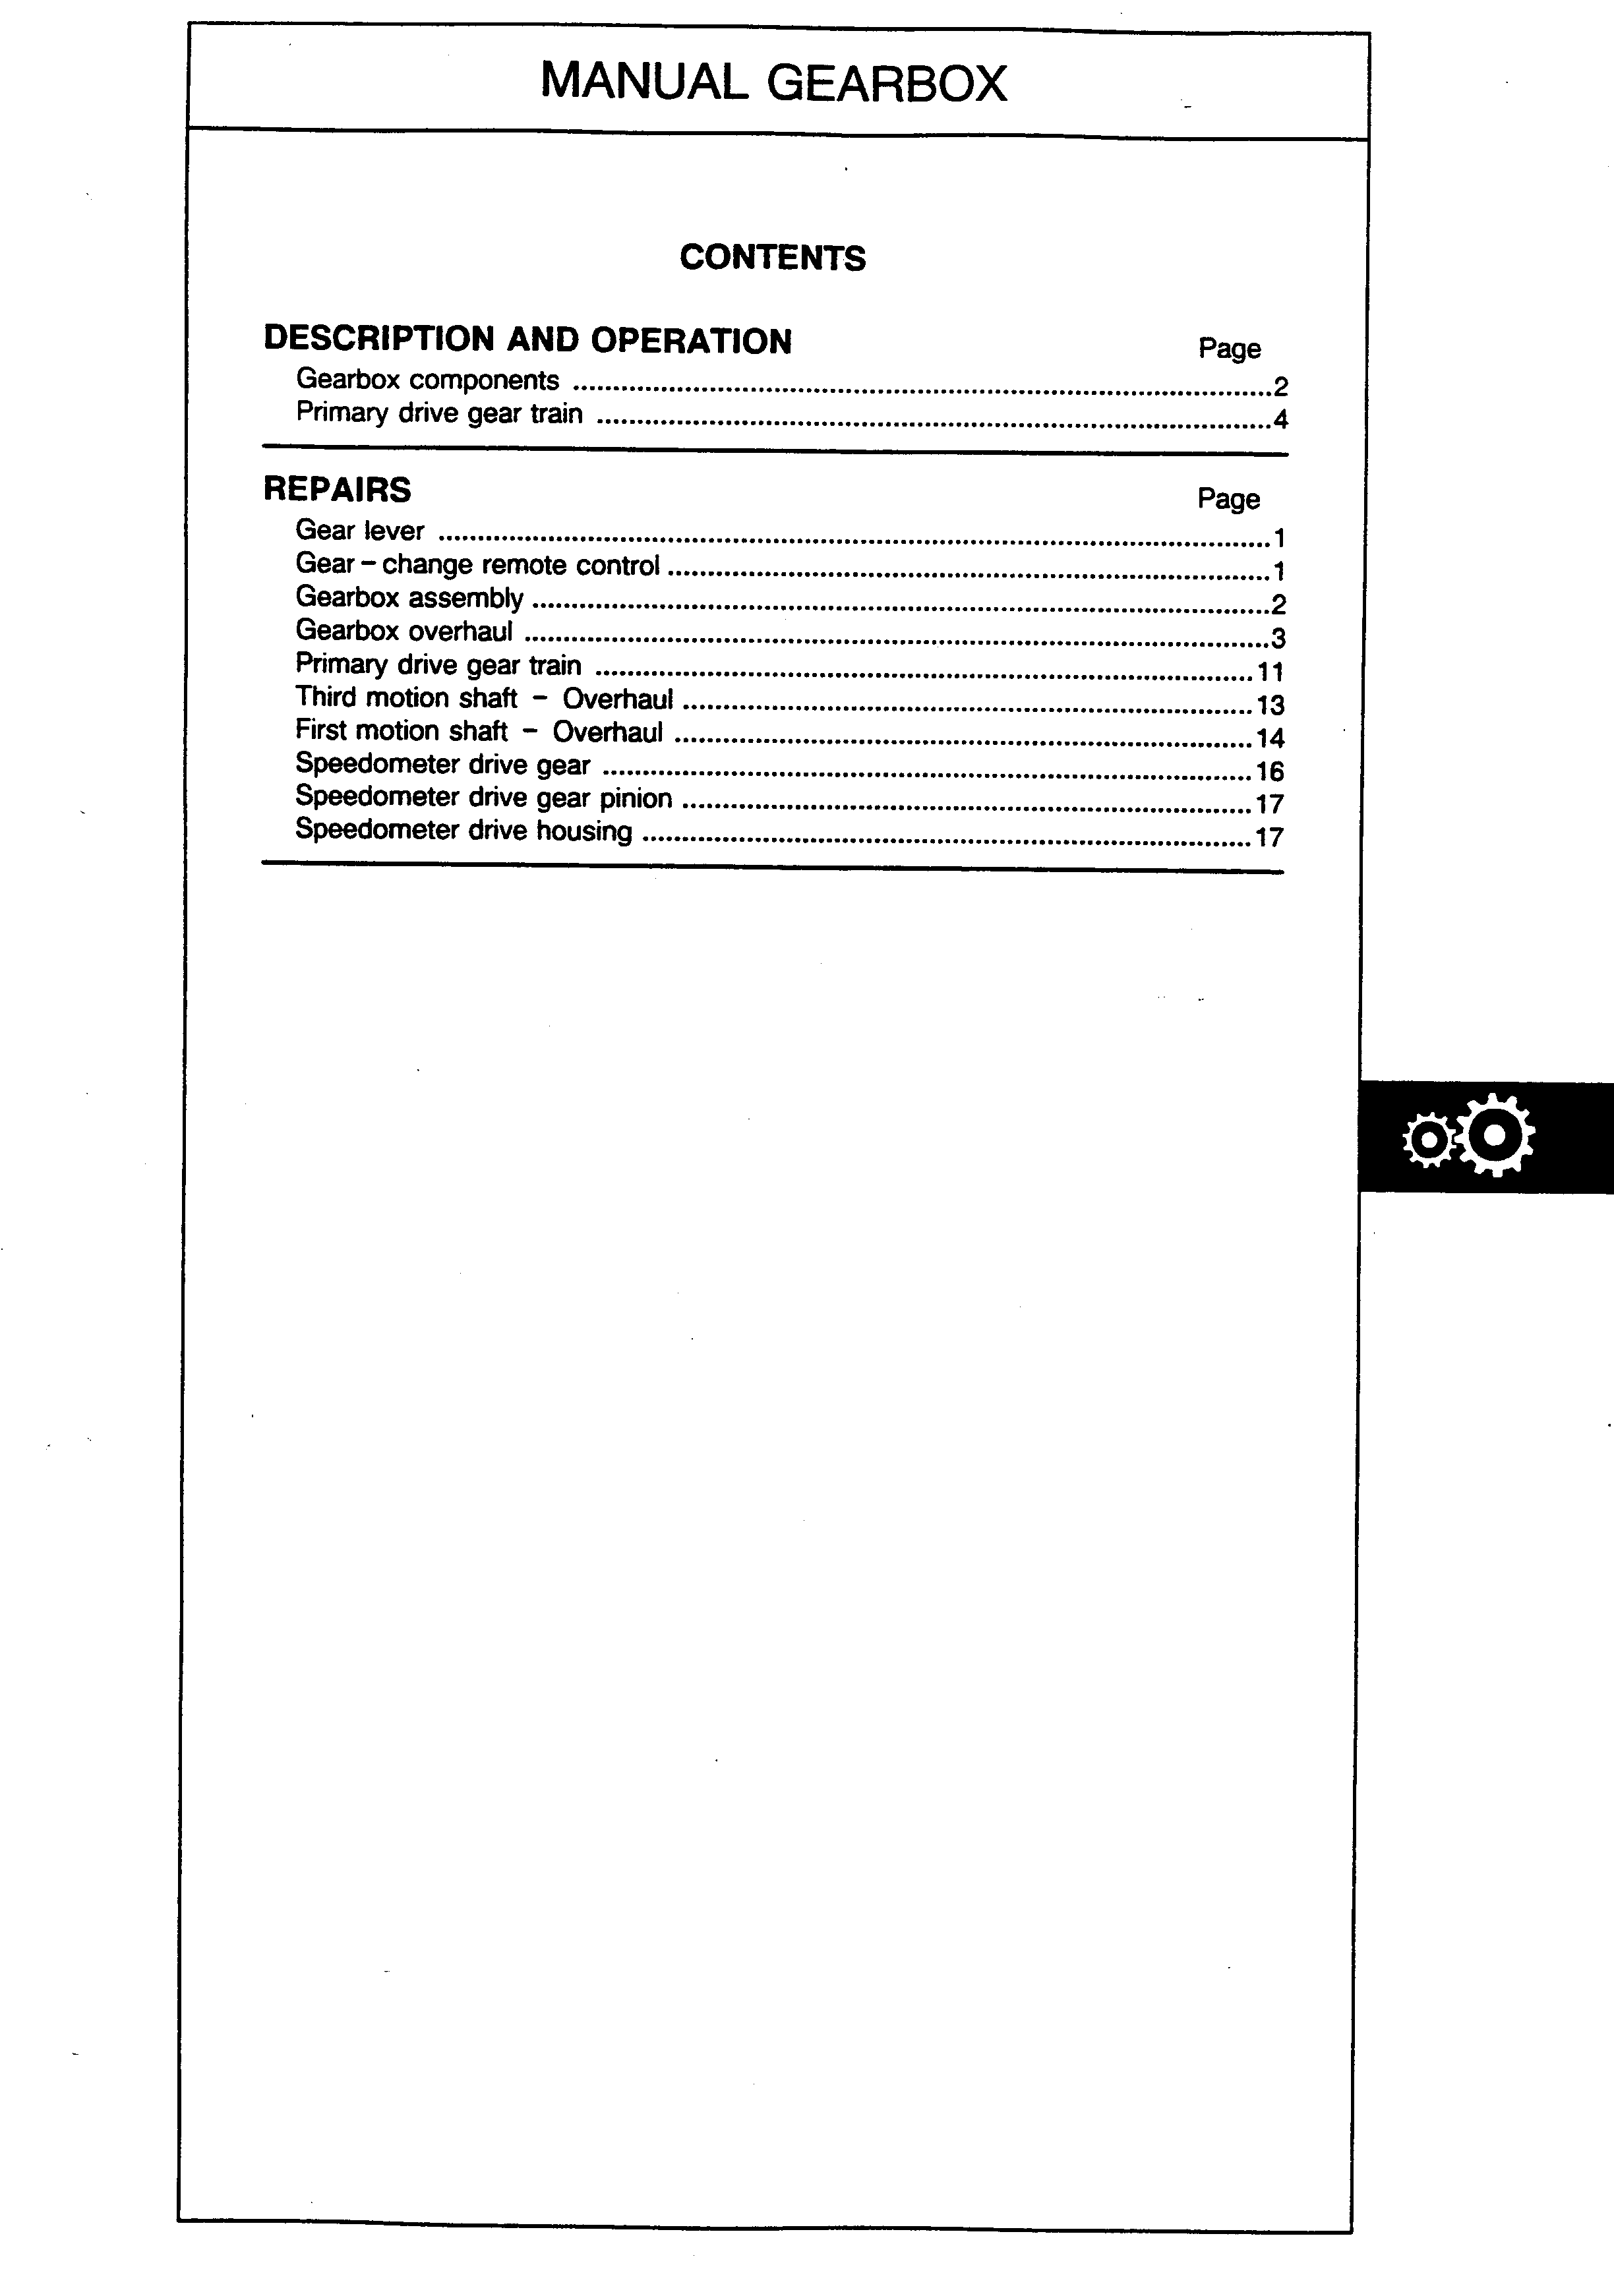 MANUAL GEARBOX
CONTENTS
DESCRIPTION AND OPERATION Page
Gearbox components ........................................ 2
Primary drive gear train ........................................ 4
REPAIRS Page
Gear lever ........................................ 1
Gear – change remote control ........................................ 1
Gearbox assembly ........................................ 2
Gearbox overhaul ........................................ 3
Primary drive gear train ........................................ 11
Third motion shaft – Overhaul ........................................ 13
First motion shaft – Overhaul ........................................ 14
Speedometer drive gear ........................................ 16
Speedometer drive gear pinion ........................................ 17
Speedometer drive housing ........................................ 17